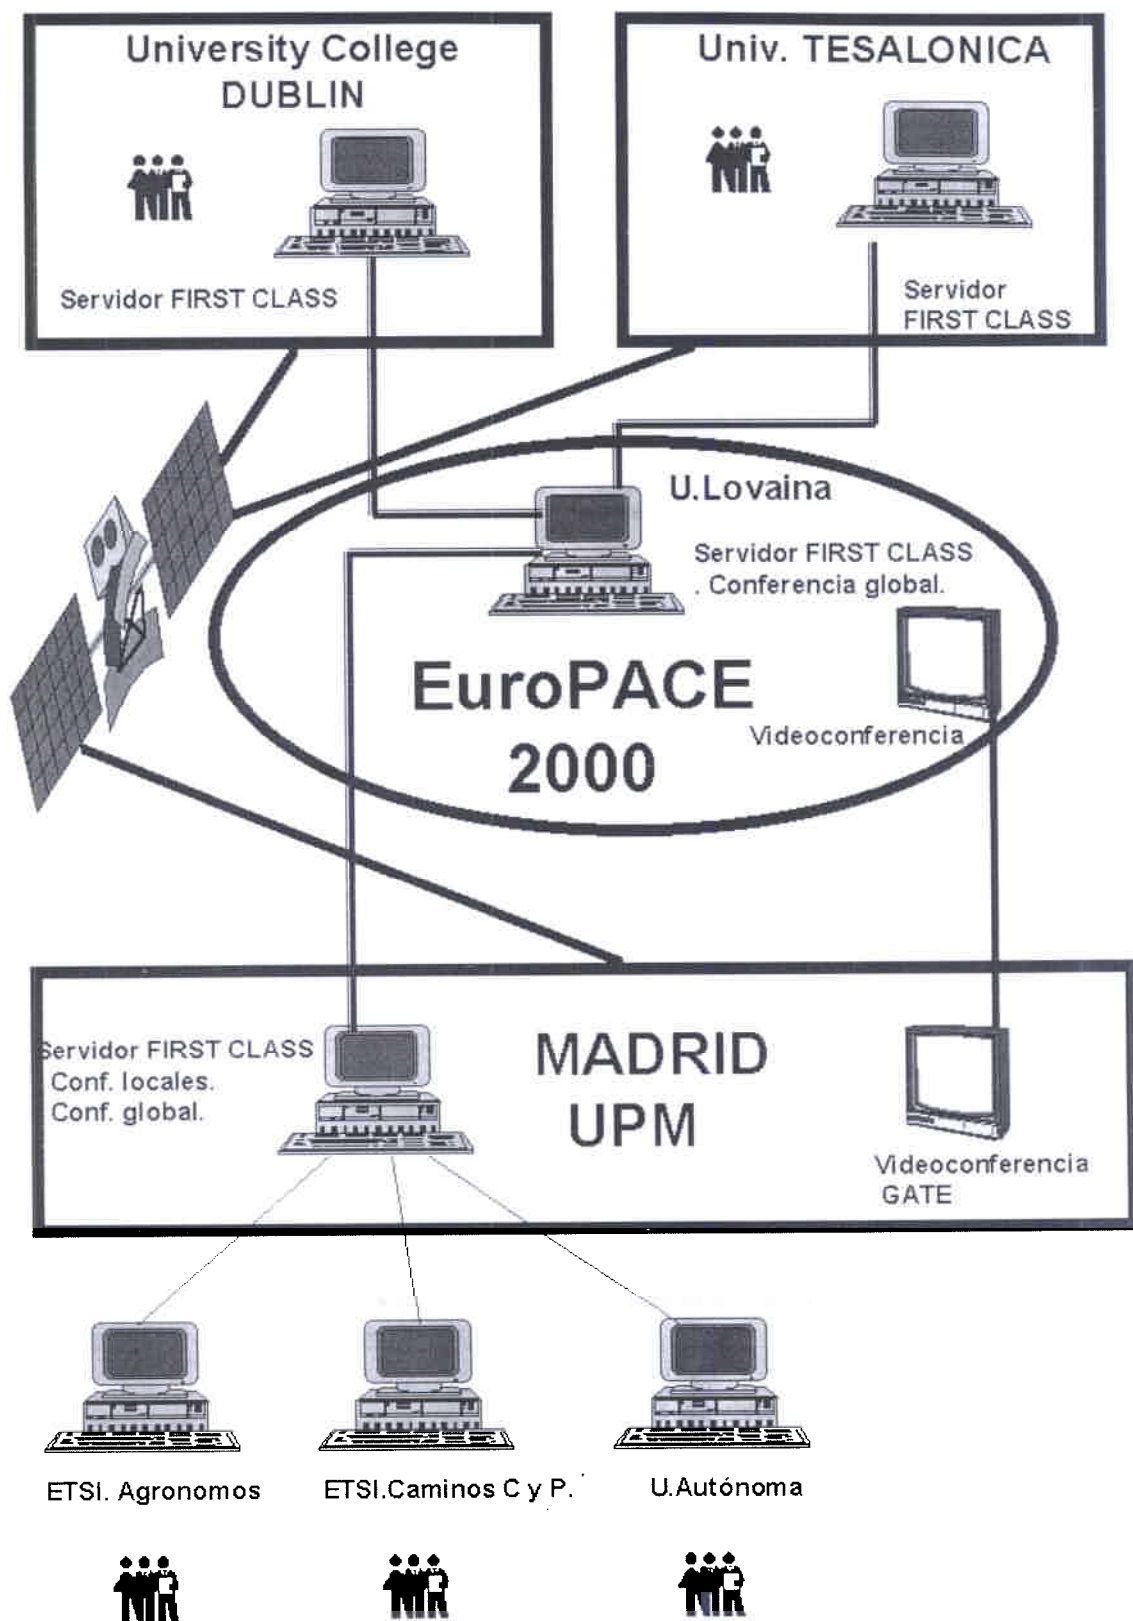 University College
DUBLIN
Servidor FIRST CLASS
Univ. TESALONICA
Servidor
FIRST CLASS
U.Lovaina
Servidor FIRST CLASS
. Conferencia global.
EuroPACE
2000
Videoconferencia
Servidor FIRST CLASS
Conf. locales.
Conf. global.
MADRID
UPM
Videoconferencia
GATE
ETSI. Agronomos
ETSI.Caminos C y P.
U.Autónoma